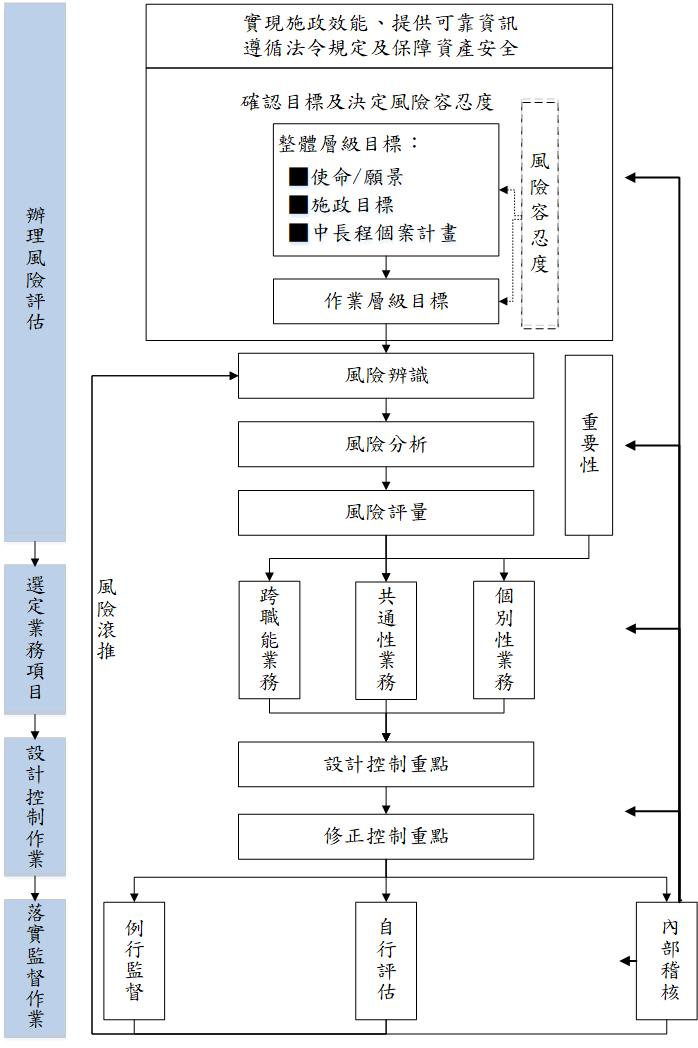 實現施政效能、提供可靠資訊
遵循法令規定及保障資產安全
確認目標及決定風險容忍度
整體層級目標：
使命/願景
施政目標
中長程個案計畫
風險容忍度
作業層級目標
辦理風險評估
風險辨識
風險分析
重要性
風險評量
選定業務項目
風險滾推
跨職能業務
共通性業務
個別性業務
設計控制作業
設計控制重點
修正控制重點
落實監督作業
例行監督
自行評估
內部稽核